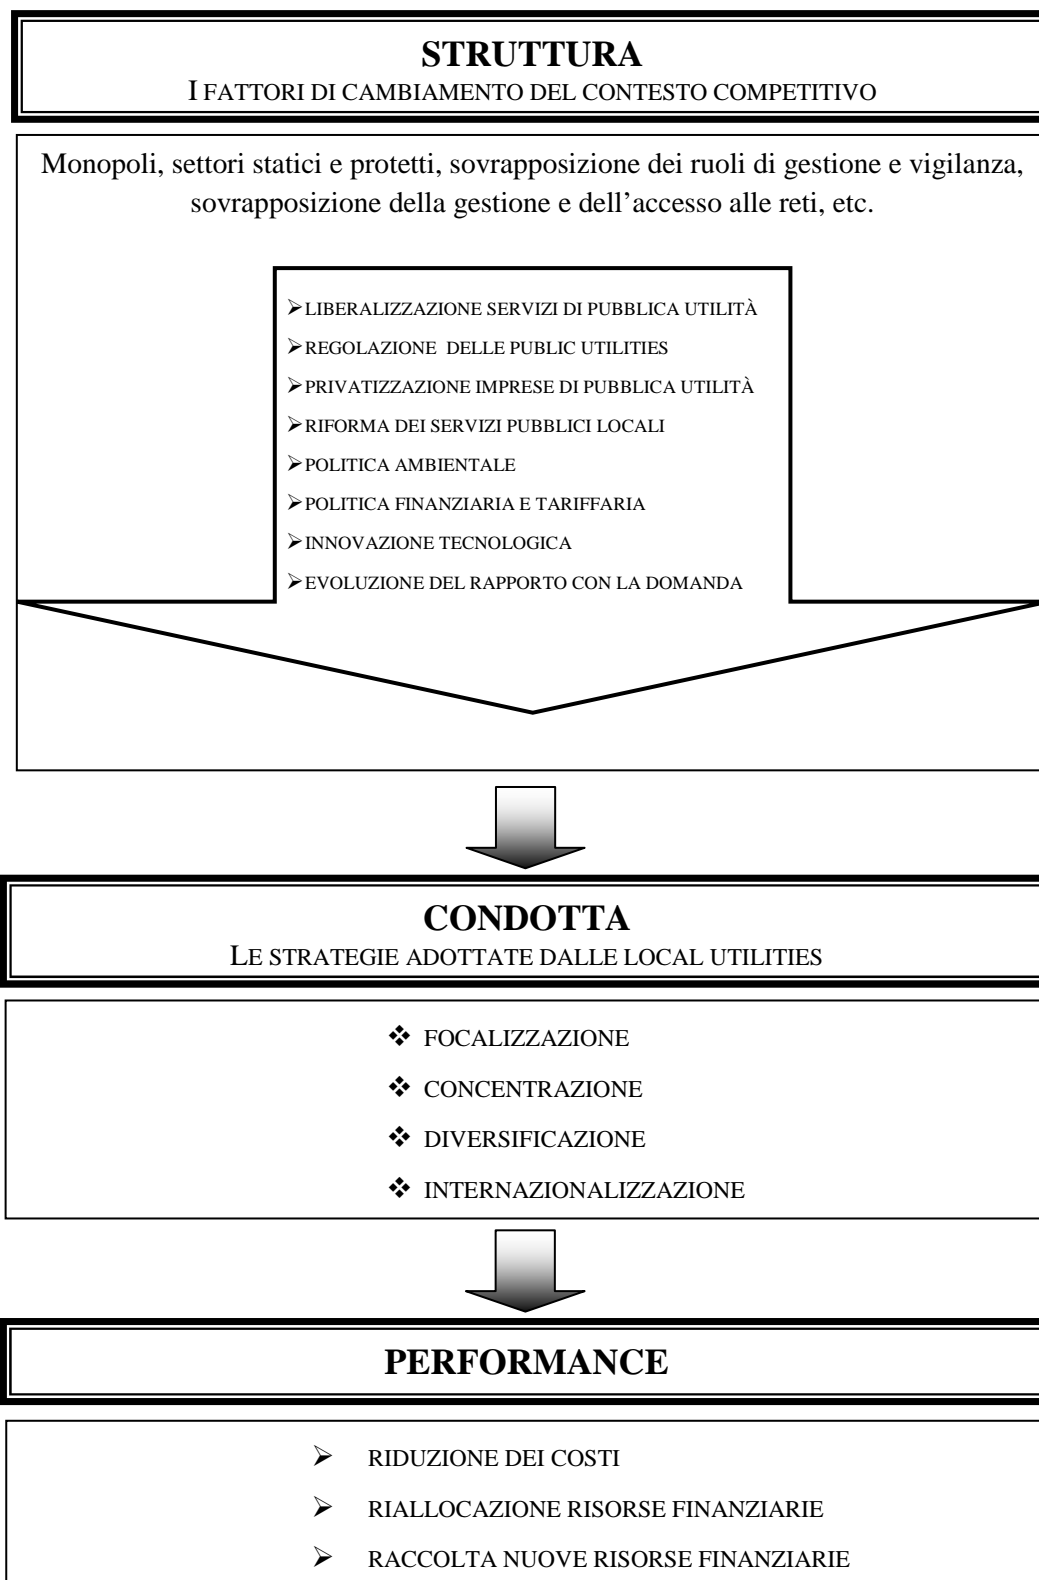 STRUTTURA
I FATTORI DI CAMBIAMENTO DEL CONTESTO COMPETITIVO
Monopoli, settori statici e protetti, sovrapposizione dei ruoli di gestione e vigilanza,
sovrapposizione della gestione e dell’accesso alle reti, etc.
➢LIBERALIZZAZIONE SERVIZI DI PUBBLICA UTILITÀ
➢REGOLAZIONE DELLE PUBLIC UTILITIES
➢PRIVATIZZAZIONE IMPRESE DI PUBBLICA UTILITÀ
➢RIFORMA DEI SERVIZI PUBBLICI LOCALI
➢POLITICA AMBIENTALE
➢POLITICA FINANZIARIA E TARIFFARIA
➢INNOVAZIONE TECNOLOGICA
➢EVOLUZIONE DEL RAPPORTO CON LA DOMANDA
CONDOTTA
LE STRATEGIE ADOTTATE DALLE LOCAL UTILITIES
❖ FOCALIZZAZIONE
❖ CONCENTRAZIONE
❖ DIVERSIFICAZIONE
❖ INTERNAZIONALIZZAZIONE
PERFORMANCE
➢ RIDUZIONE DEI COSTI
➢ RIALLOCAZIONE RISORSE FINANZIARIE
➢ RACCOLTA NUOVE RISORSE FINANZIARIE